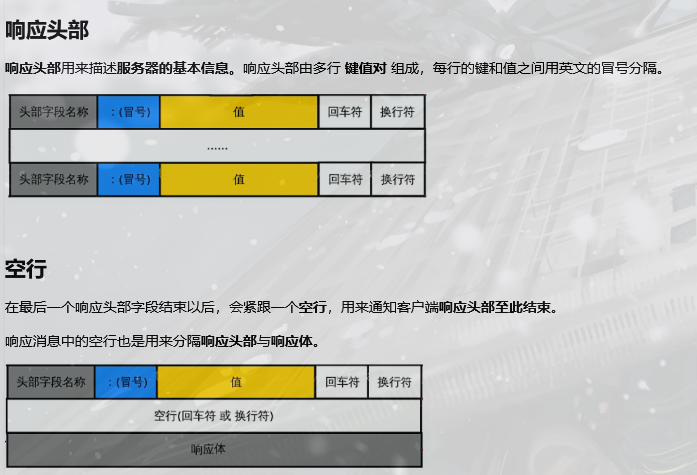 响应头部
响应头部用来描述服务器的基本信息。响应头部由多行 键值对 组成，每行的键和值之间用英文的冒号分隔。
头部字段名称 ：(冒号) 值 回车符 换行符
......
头部字段名称 ：(冒号) 值 回车符 换行符
空行
在最后一个响应头部字段结束以后，会紧跟一个空行，用来通知客户端响应头部至此结束。
响应消息中的空行也是用来分隔响应头部与响应体。
头部字段名称 ：(冒号) 值 回车符 换行符
空行(回车符 或 换行符)
响应体